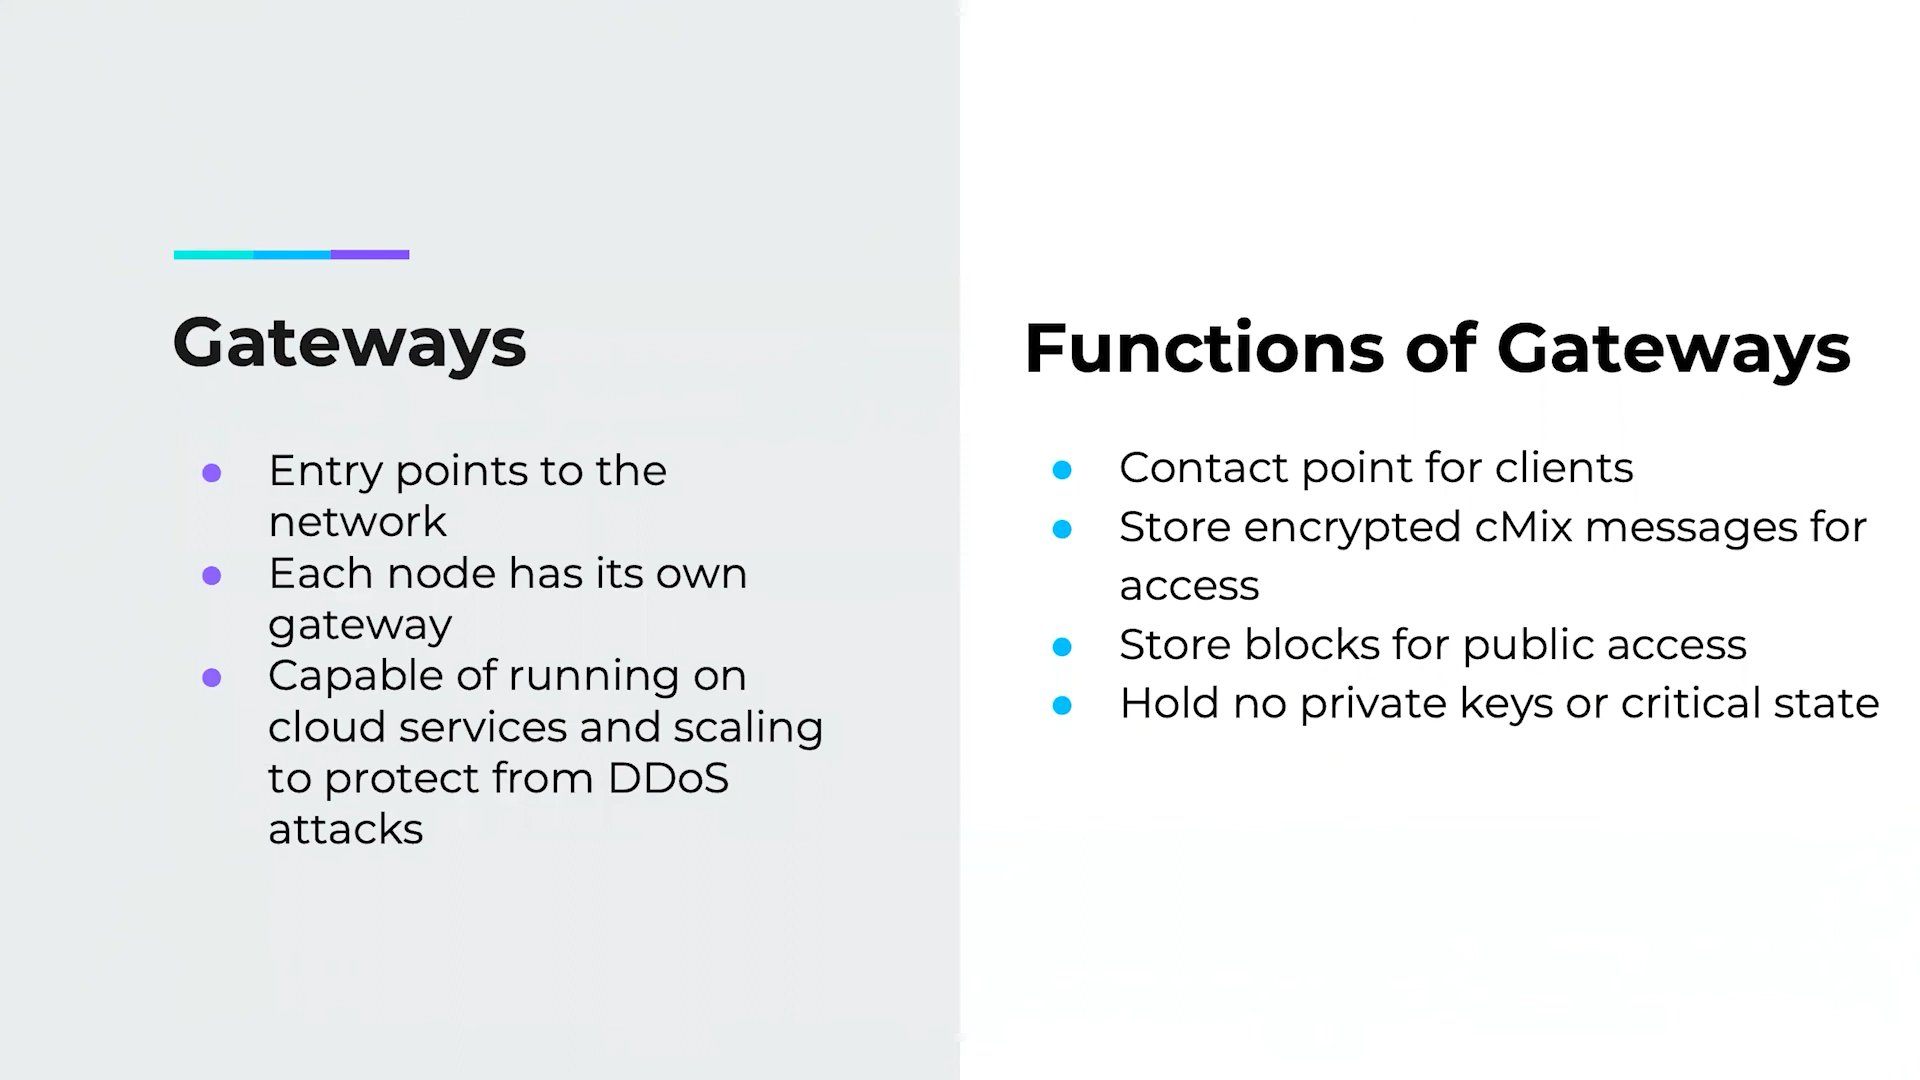 Gateways
● Entry points to the
network
● Each node has its own
gateway
● Capable of running on
cloud services and scaling
to protect from DDoS
attacks
Functions of Gateways
● Contact point for clients
● Store encrypted cMix messages for
access
● Store blocks for public access
● Hold no private keys or critical state